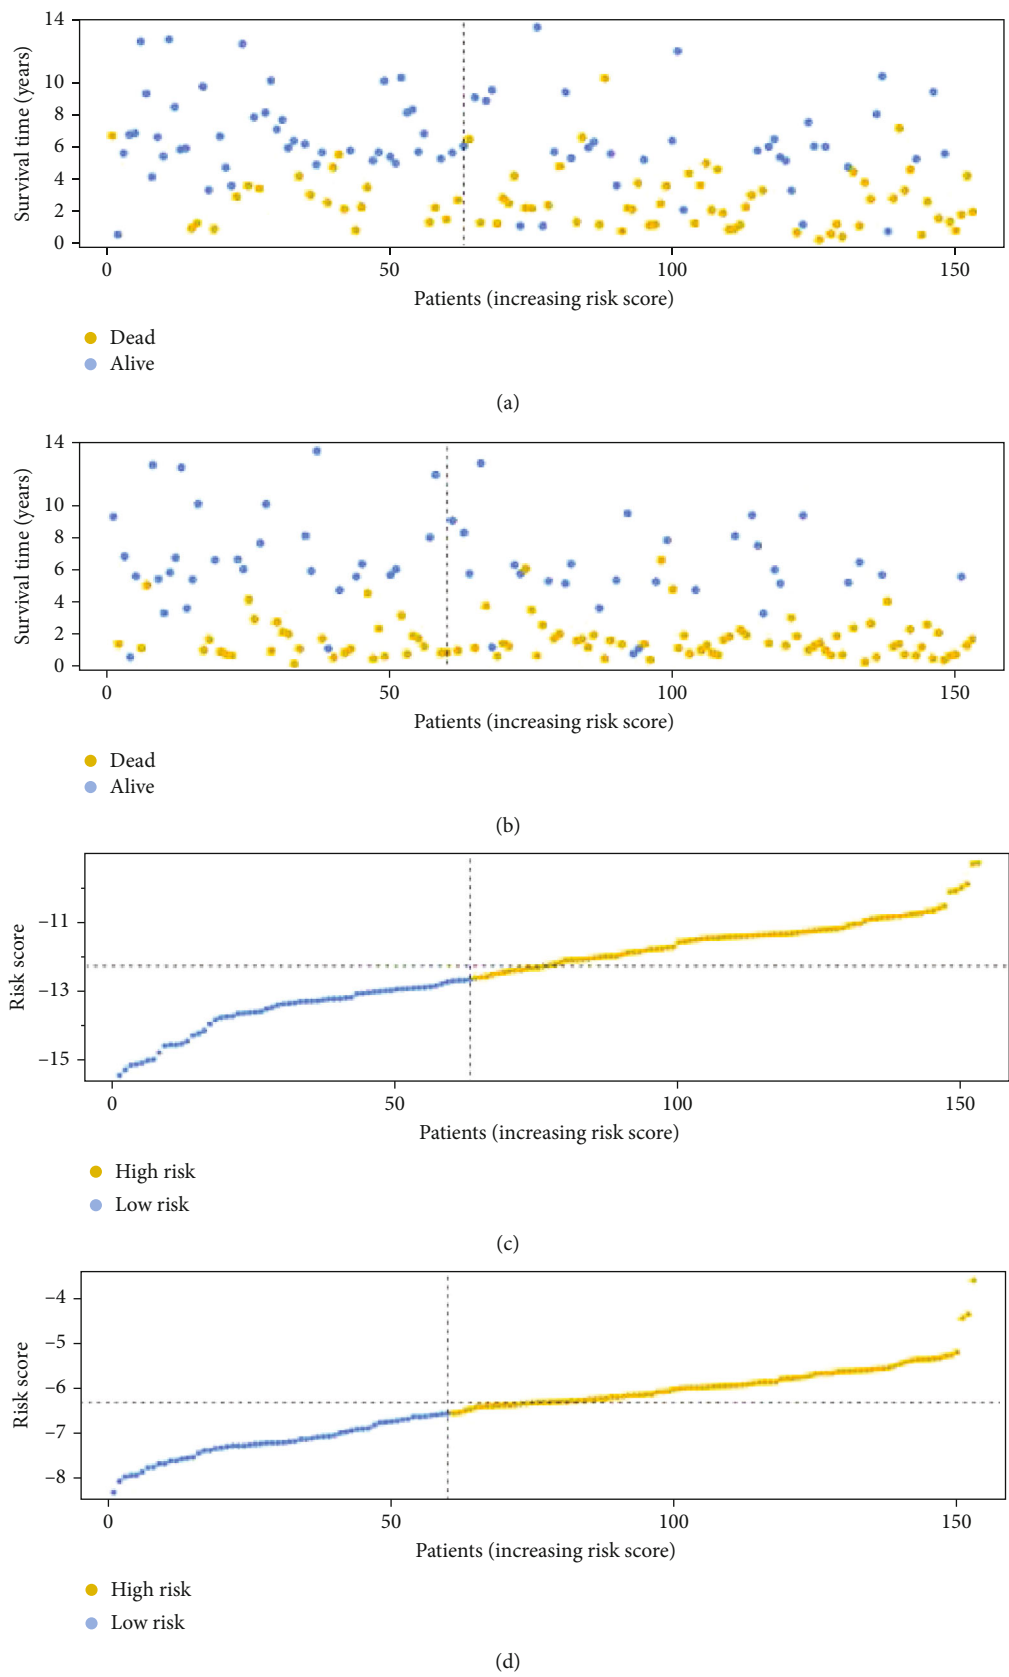 14
10
8
6
4
2
0
Survival time (years)
0 50 100 150
Patients (increasing risk score)
Dead
Alive
(a)
14
10
8
6
4
2
0
Survival time (years)
0 50 100 150
Patients (increasing risk score)
Dead
Alive
(b)
−11
−13
−15
Risk score
0 50 100 150
Patients (increasing risk score)
High risk
Low risk
(c)
−4
−5
−6
−7
−8
Risk score
0 50 100 150
Patients (increasing risk score)
High risk
Low risk
(d)